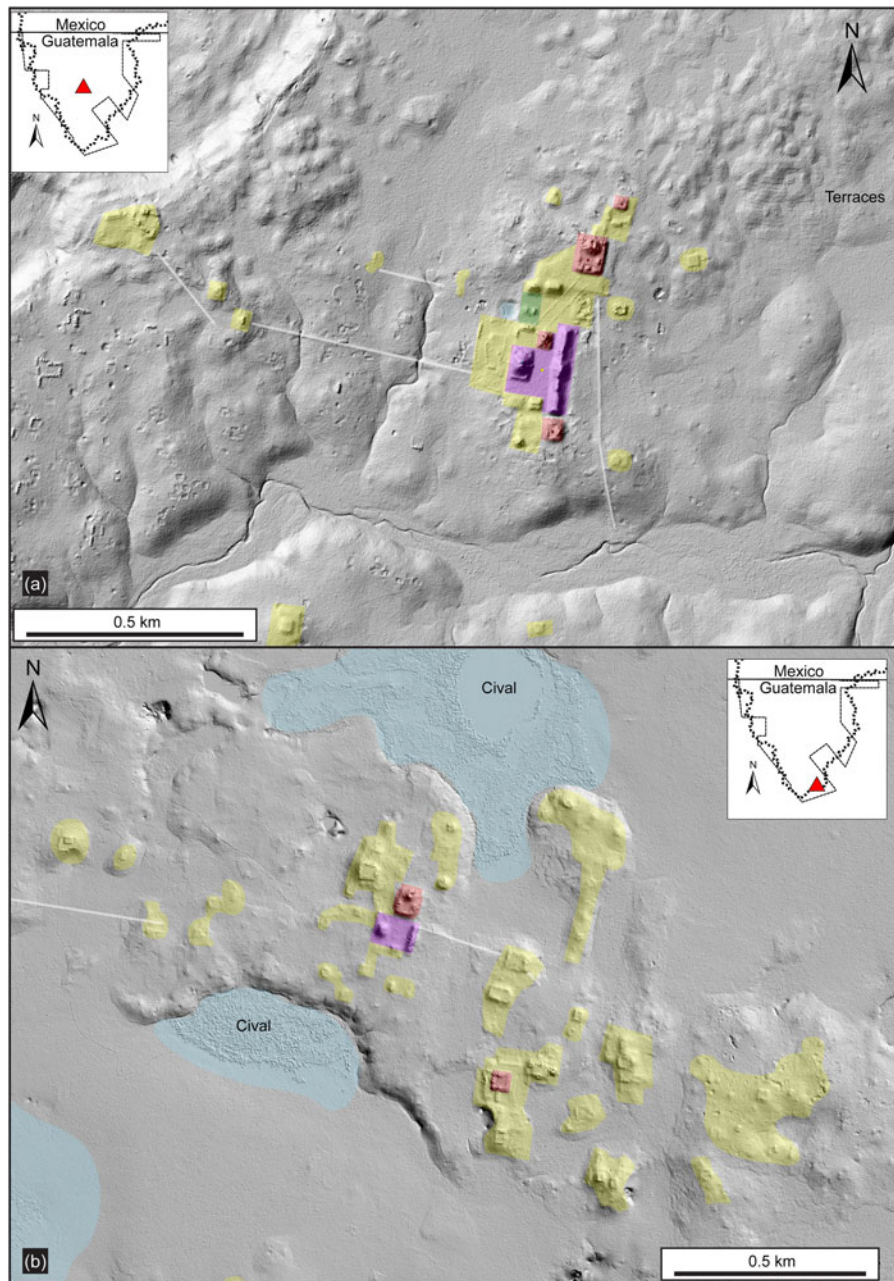 Mexico
Guatemala
N
N
Terraces
(a)
0.5 km
N
Cival
Mexico
Guatemala
N
Cival
(b)
0.5 km